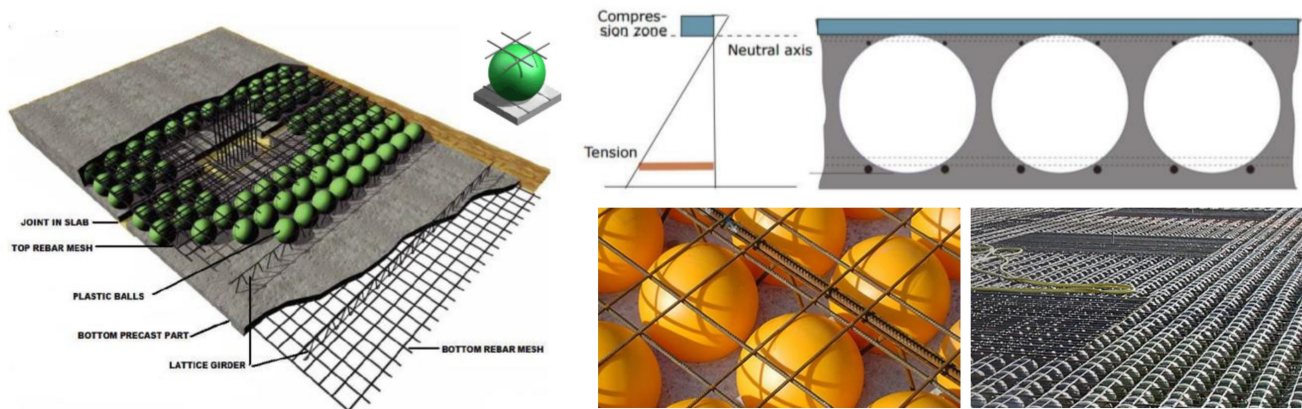 JOINT IN SLAB
TOP REBAR MESH
PLASTIC BALLS
BOTTOM PRECAST PART
LATTICE GIRDER
BOTTOM REBAR MESH
Compres-
sion zone
Neutral axis
Tension